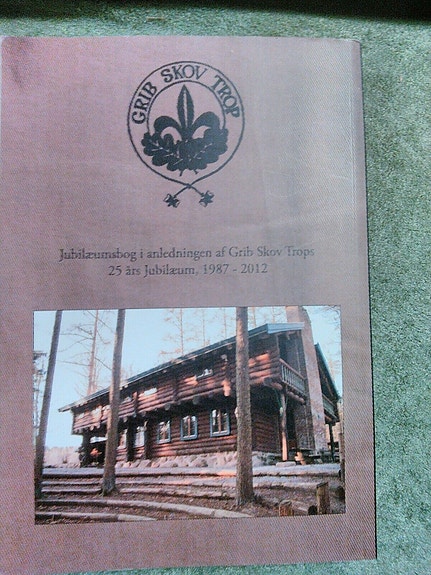 GRIB SKOV TROP
Jubilæumsbog i anledningen af Grib Skov Trops
25 års Jubilæum, 1987 - 2012